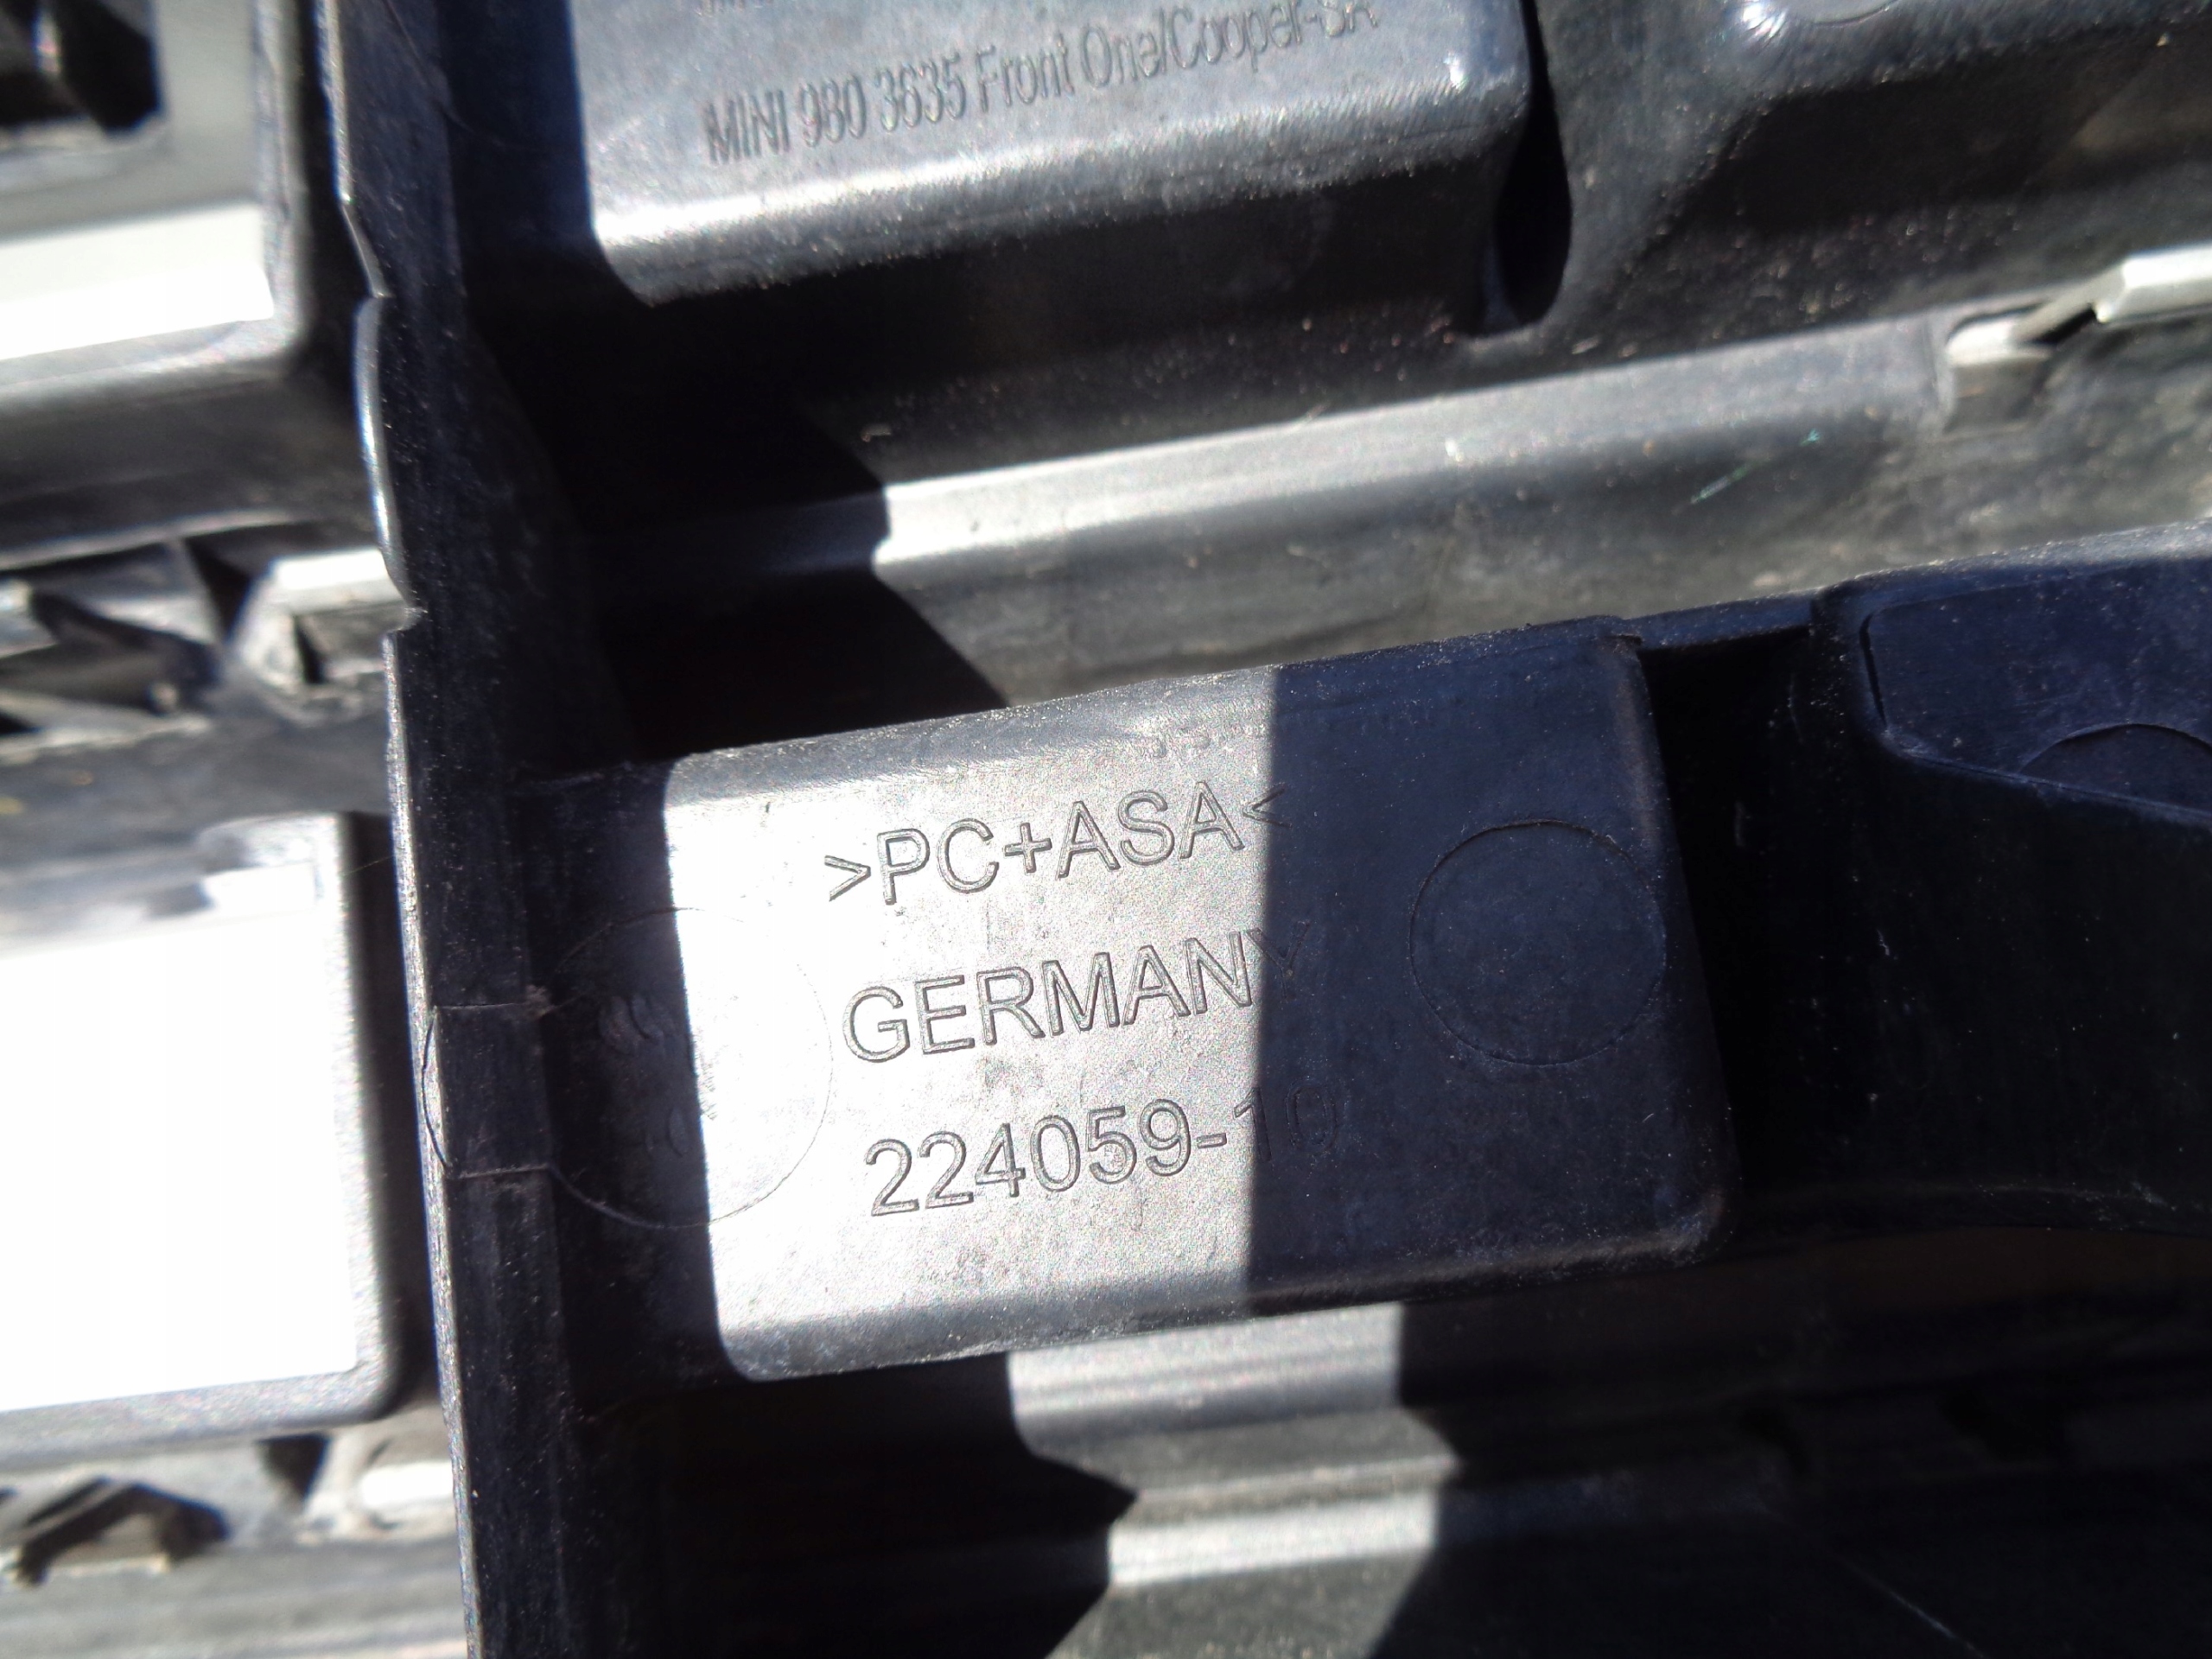 MINI 980 3635 Front One/Cooper-SA
>PC+ASA<
GERMANY
224059-10